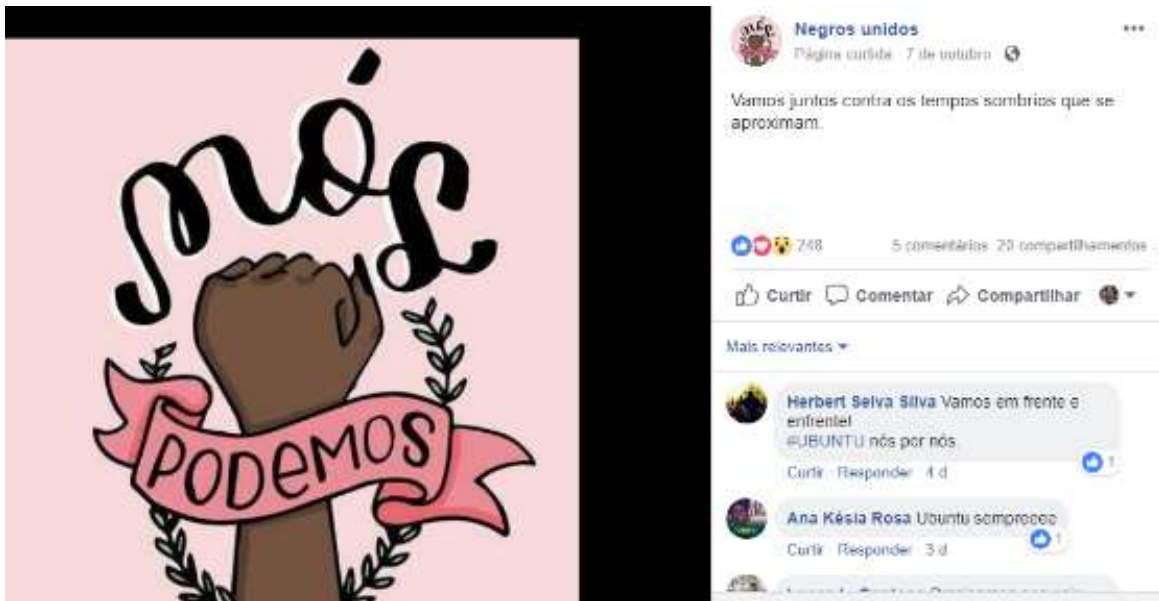 nós
PODEMOS
Negros unidos
Página curtida · 7 de outubro
Vamos juntos contra os tempos sombrios que se
aproximam.
748
5 comentários 20 compartilhamentos
Curtir Comentar Compartilhar
Mais relevantes
Herbert Selva Silva Vamos em frente e
enfrente!
#UBUNTU nós por nós
1
Curtir · Responder · 4 d
Ana Késia Rosa Ubuntu sempreeee
1
Curtir · Responder · 3 d